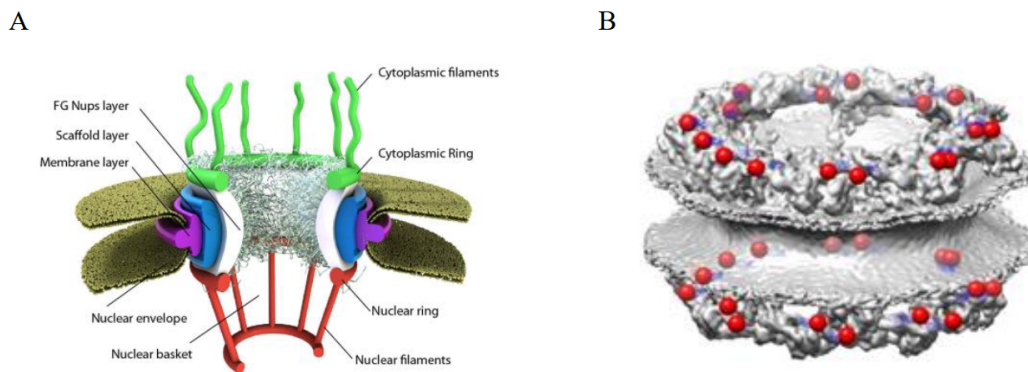 A
B
Cytoplasmic filaments
FG Nups layer
Scaffold layer
Membrane layer
Cytoplasmic Ring
Nuclear envelope
Nuclear ring
Nuclear basket
Nuclear filaments